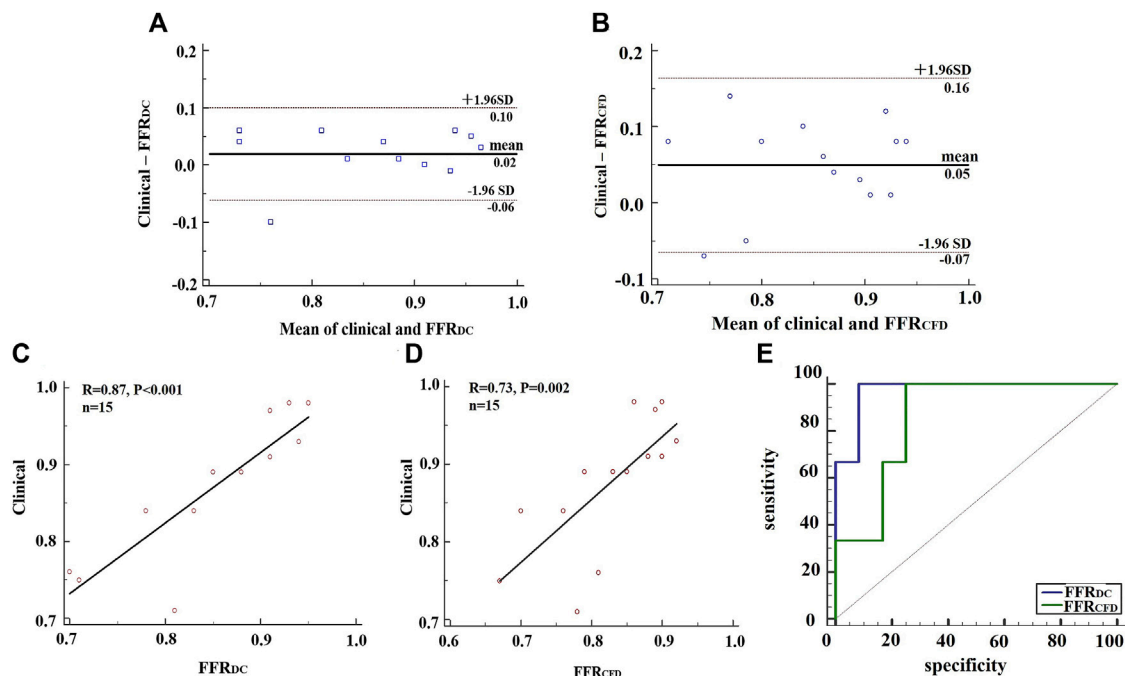 A
0.2
0.1
0.0
-0.1
-0.2
Clinical – FFRDC
+1.96SD
0.10
mean
0.02
-1.96 SD
-0.06
0.7 0.8 0.9 1.0
Mean of clinical and FFRDC
B
0.2
0.1
0.0
-0.1
Clinical – FFRCFD
+1.96SD
0.16
mean
0.05
-1.96 SD
-0.07
0.7 0.8 0.9 1.0
Mean of clinical and FFRCFD
C
R=0.87, P<0.001
n=15
1.0
0.9
0.8
0.7
Clinical
0.7 0.8 0.9 1.0
FFRDC
D
R=0.73, P=0.002
n=15
1.0
0.9
0.8
0.7
Clinical
0.6 0.7 0.8 0.9 1.0
FFRCFD
E
100
80
60
40
20
0
sensitivity
FFRDC
FFRCFD
0 20 40 60 80 100
specificity